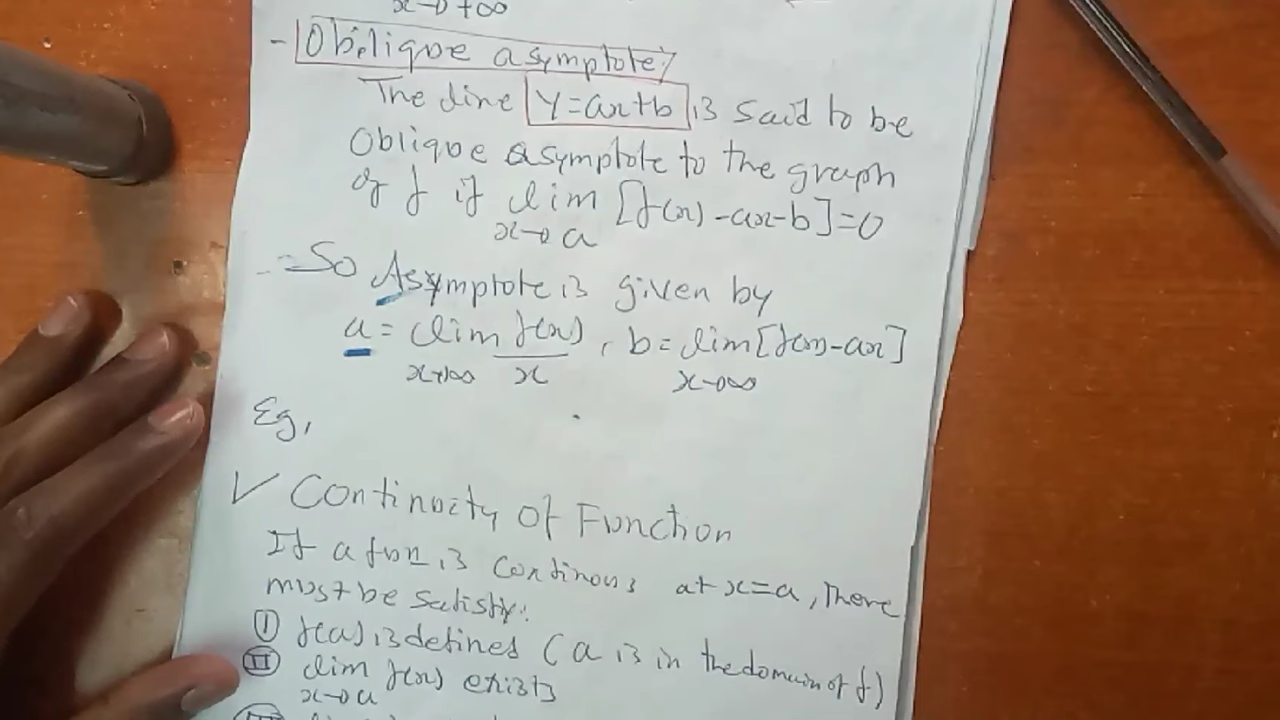 x→+∞
- Oblique asymptote:/
The line Y=ax+b is said to be
Oblique asymptote to the graph
of f if lim [f(x)-ax-b]=0
x→a
- So Asymptote is given by
a = lim f(x)/x , b = lim[f(x)-ax]
x→∞ x→∞
Eg,
✓ Continuity of Function
If a fun is continous at x=a, There
must be satisfy:
I f(a) is defines (a is in the domain of f)
II lim f(x) exists
x→a